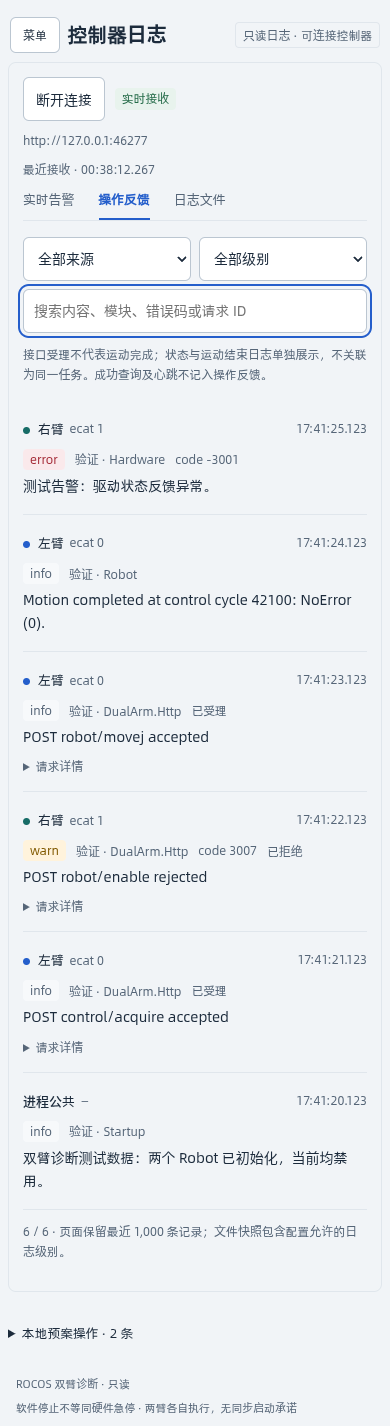 菜单 控制器日志 只读日志 · 可连接控制器
断开连接 实时接收
http://127.0.0.1:46277
最近接收 · 00:38:12.267
实时告警 操作反馈 日志文件
全部来源 全部级别
搜索内容、模块、错误码或请求 ID
接口受理不代表运动完成；状态与运动结束日志单独展示，不关联
为同一任务。成功查询及心跳不记入操作反馈。
右臂 ecat 1 17:41:25.123
error 验证 · Hardware code -3001
测试告警：驱动状态反馈异常。
左臂 ecat 0 17:41:24.123
info 验证 · Robot
Motion completed at control cycle 42100: NoError
(0).
左臂 ecat 0 17:41:23.123
info 验证 · DualArm.Http 已受理
POST robot/movej accepted
▶ 请求详情
右臂 ecat 1 17:41:22.123
warn 验证 · DualArm.Http code 3007 已拒绝
POST robot/enable rejected
▶ 请求详情
左臂 ecat 0 17:41:21.123
info 验证 · DualArm.Http 已受理
POST control/acquire accepted
▶ 请求详情
进程公共 – 17:41:20.123
info 验证 · Startup
双臂诊断测试数据：两个 Robot 已初始化，当前均禁
用。
6 / 6 · 页面保留最近 1,000 条记录；文件快照包含配置允许的日
志级别。
▶ 本地预案操作 · 2 条
ROCOS 双臂诊断 · 只读
软件停止不等同硬件急停 · 两臂各自执行，无同步启动承诺